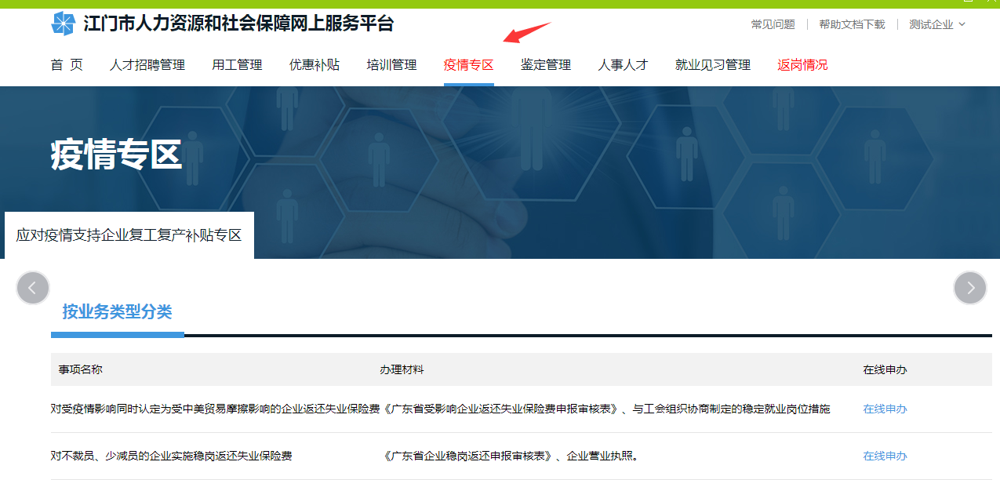 江门市人力资源和社会保障网上服务平台
常见问题 帮助文档下载 测试企业
首 页 人才招聘管理 用工管理 优惠补贴 培训管理 疫情专区 鉴定管理 人事人才 就业见习管理 返岗情况
疫情专区
应对疫情支持企业复工复产补贴专区
按业务类型分类
事项名称 办理材料 在线申办
对受疫情影响同时认定为受中美贸易摩擦影响的企业返还失业保险费 《广东省受影响企业返还失业保险费申报审核表》、与工会组织协商制定的稳定就业岗位措施 在线申办
对不裁员、少减员的企业实施稳岗返还失业保险费 《广东省企业稳岗返还申报审核表》、企业营业执照。 在线申办